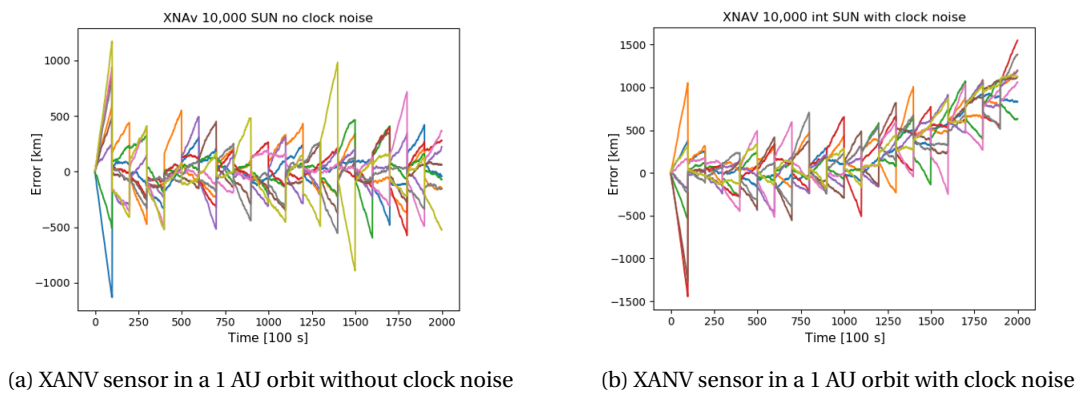 XNAv 10,000 SUN no clock noise
1000
500
0
−500
−1000
Error [km]
0 250 500 750 1000 1250 1500 1750 2000
Time [100 s]
(a) XANV sensor in a 1 AU orbit without clock noise
XNAV 10,000 int SUN with clock noise
1500
1000
500
0
−500
−1000
−1500
Error [km]
0 250 500 750 1000 1250 1500 1750 2000
Time [100 s]
(b) XANV sensor in a 1 AU orbit with clock noise